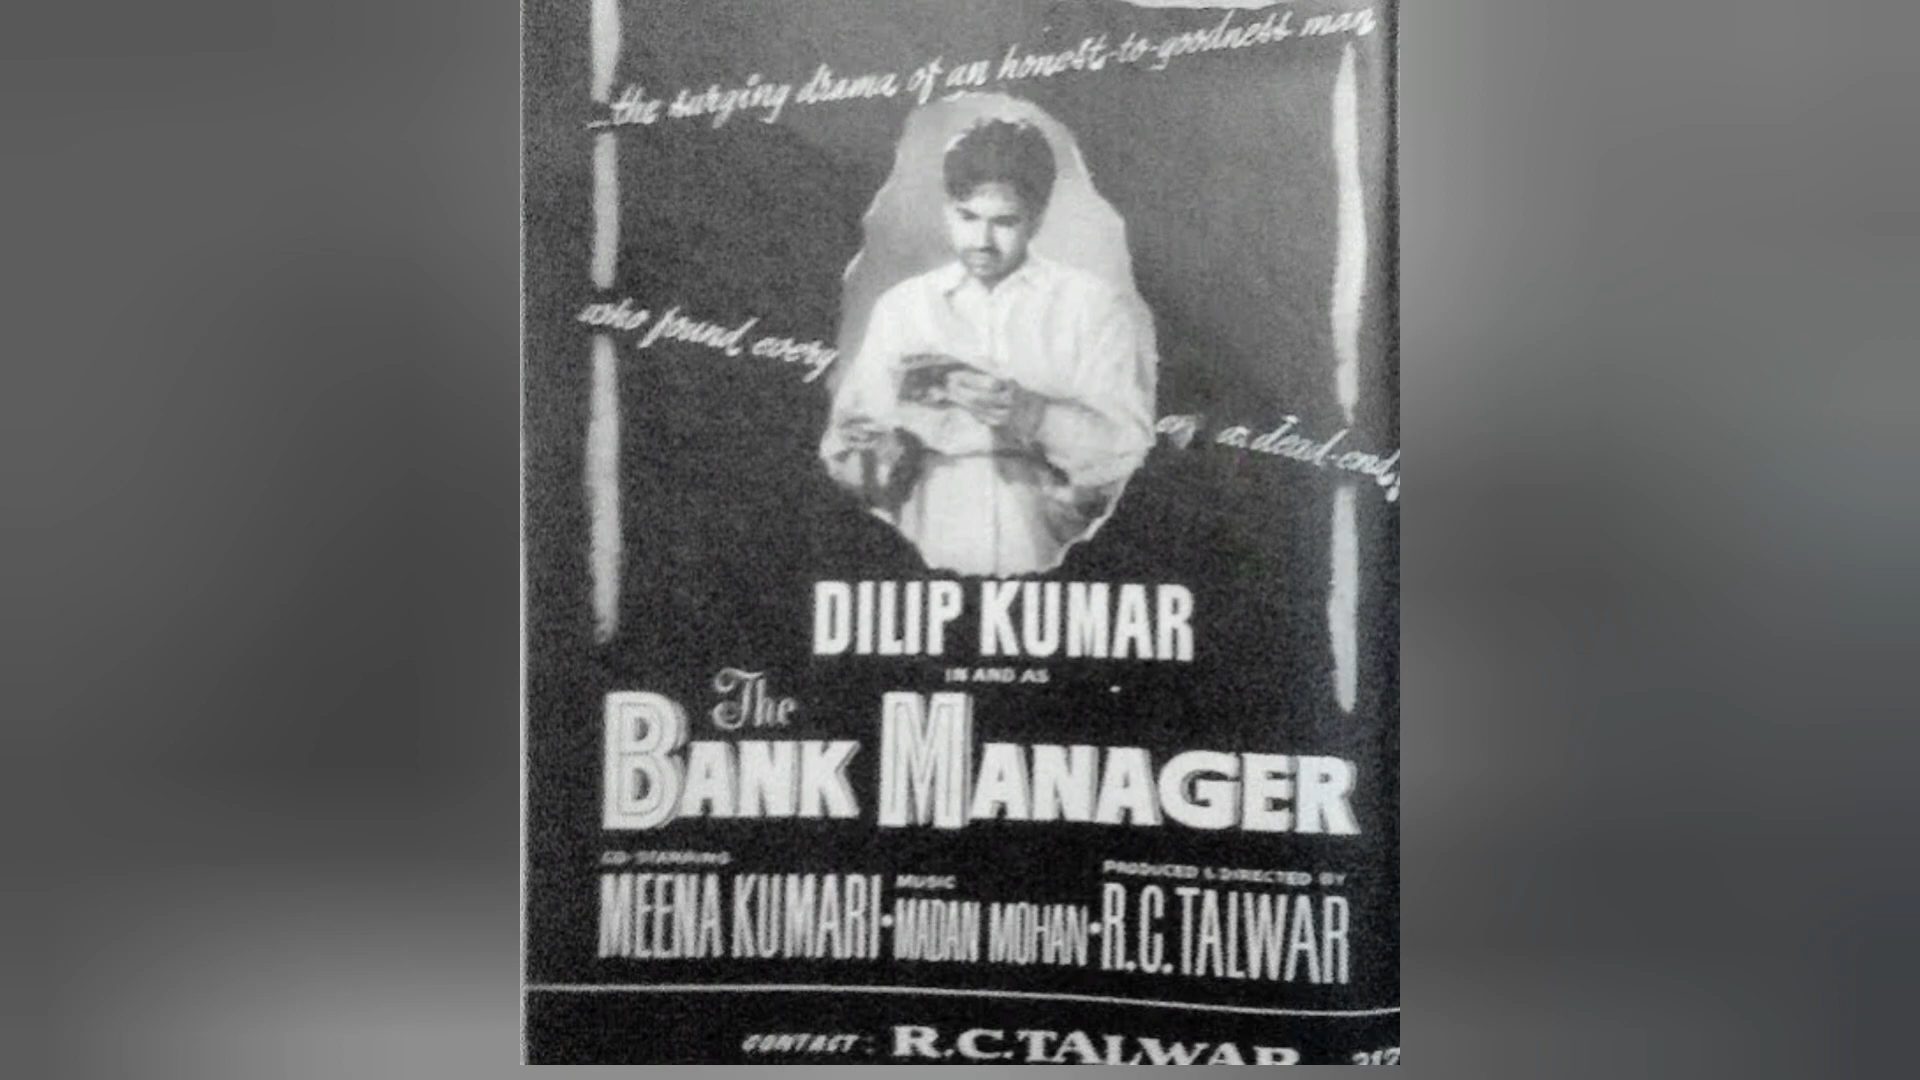 the surging drama of an honest-to-goodness man
who found every
a dead-end,
DILIP KUMAR
IN AND AS
The
BANK MANAGER
CO-STARRING
MEENA KUMARI ·
MUSIC
MADAN MOHAN ·
PRODUCED & DIRECTED BY
R.C. TALWAR
CONTACT : R.C. TALWAR